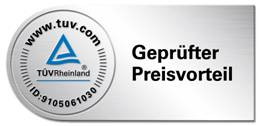 www.tuv.com
TÜVRheinland
ID:9105061030
Geprüfter
Preisvorteil